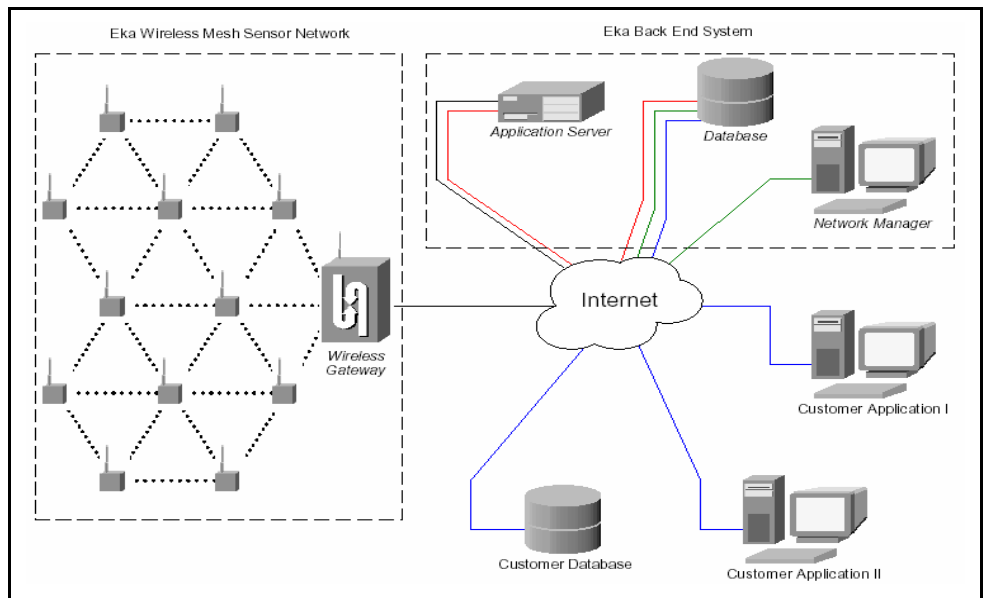 Eka Wireless Mesh Sensor Network
Eka Back End System
Application Server
Database
Network Manager
Internet
Wireless
Gateway
Customer Application I
Customer Database
Customer Application II